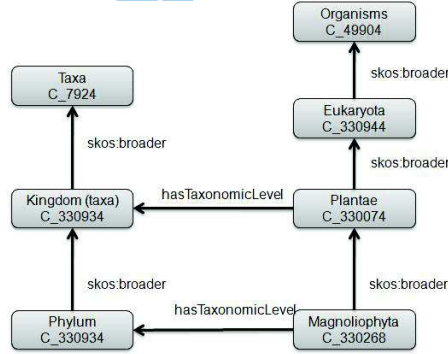 Organisms
C_49904
Taxa
C_7924
skos:broader
Eukaryota
C_330944
skos:broader
skos:broader
Kingdom (taxa)
C_330934
hasTaxonomicLevel
Plantae
C_330074
skos:broader
skos:broader
Phylum
C_330934
hasTaxonomicLevel
Magnoliophyta
C_330268